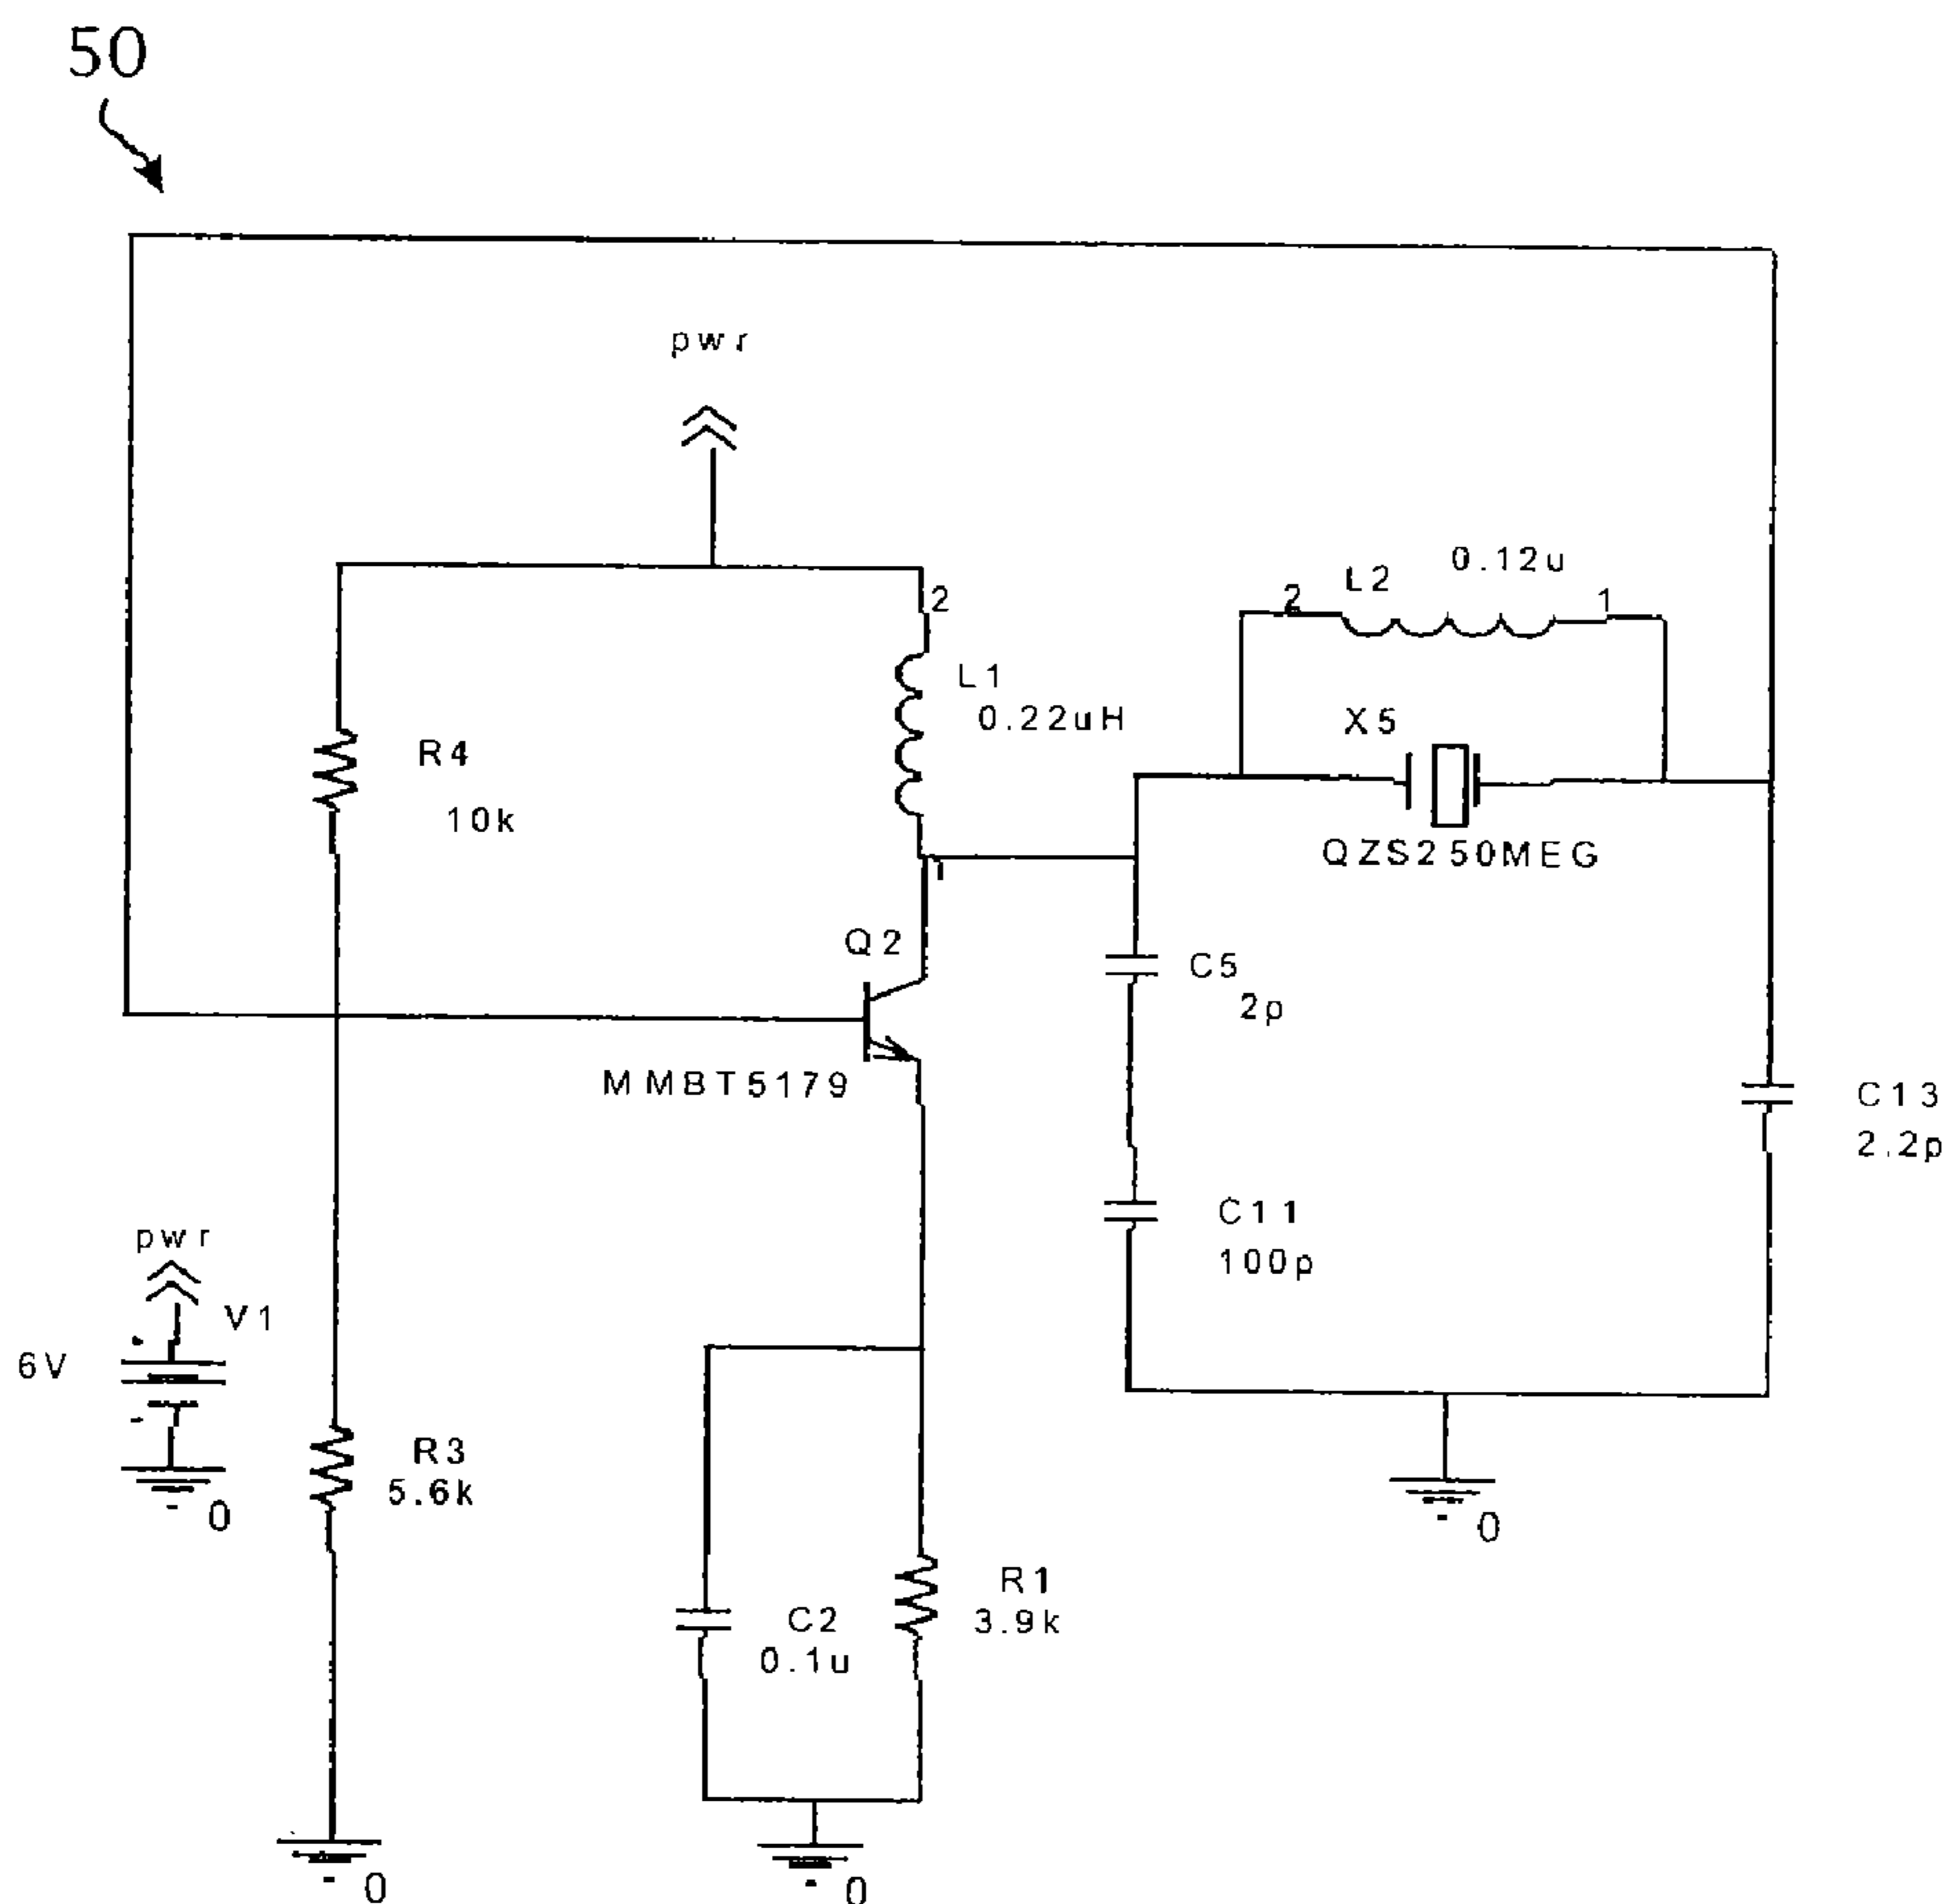 50
pwr
0.12u
L2
2
1
2
L1
0.22uH
X5
R4
10k
QZS250MEG
1
Q2
C5
2p
MMBT5179
C13
2.2p
C11
100p
pwr
V1
6V
R3
5.6k
0
0
R1
3.9k
C2
0.1u
0
0